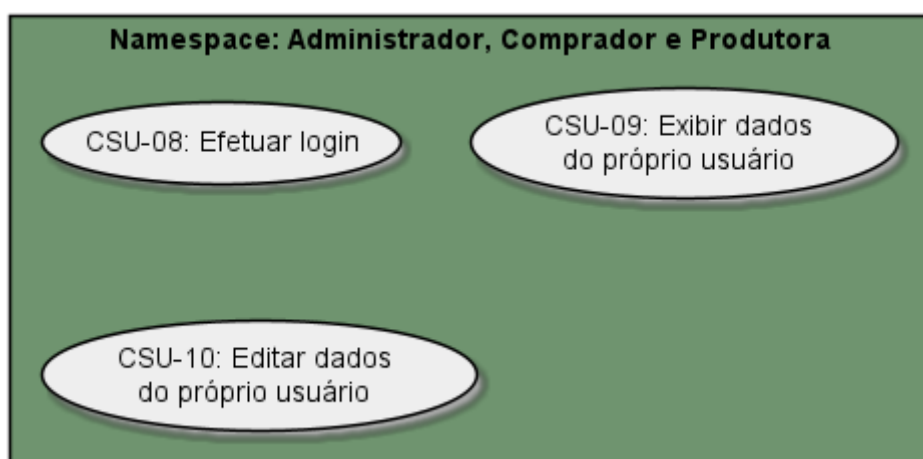 Namespace: Administrador, Comprador e Produtora
CSU-08: Efetuar login
CSU-09: Exibir dados
do próprio usuário
CSU-10: Editar dados
do próprio usuário